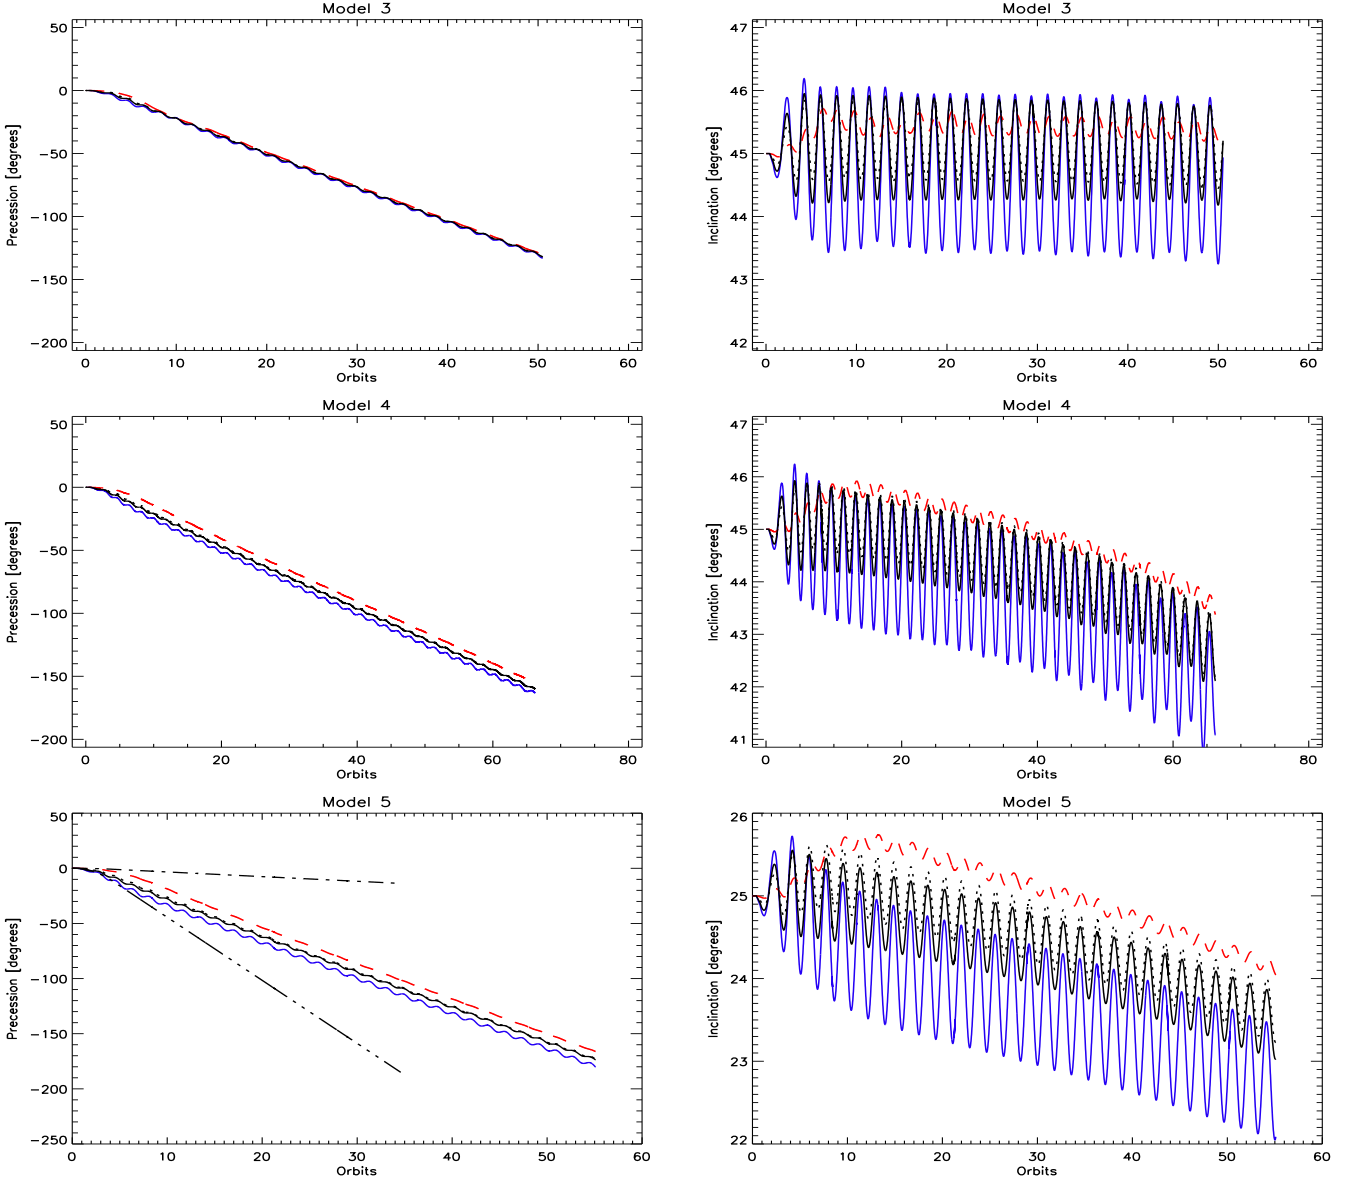 Model 3
50
0
−50
−100
−150
−200
Precession [degrees]
0 10 20 30 40 50 60
Orbits
Model 3
47
46
45
44
43
42
Inclination [degrees]
0 10 20 30 40 50 60
Orbits
Model 4
50
0
−50
−100
−150
−200
Precession [degrees]
0 20 40 60 80
Orbits
Model 4
47
46
45
44
43
42
41
Inclination [degrees]
0 20 40 60 80
Orbits
Model 5
50
0
−50
−100
−150
−200
−250
Precession [degrees]
0 10 20 30 40 50 60
Orbits
Model 5
26
25
24
23
22
Inclination [degrees]
0 10 20 30 40 50 60
Orbits